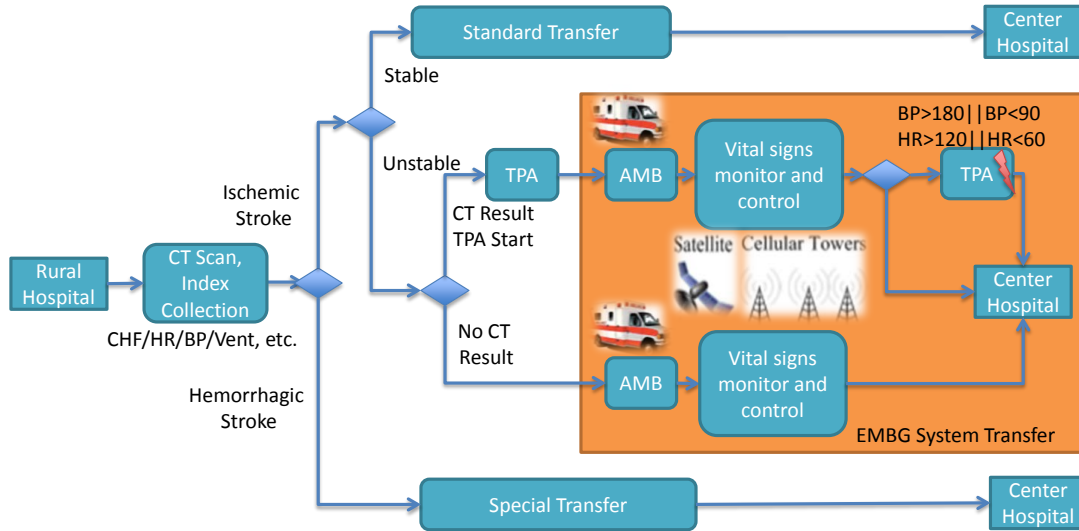 Standard Transfer
Center
Hospital
Stable
BP>180||BP<90
HR>120||HR<60
Unstable
TPA
AMB
Vital signs
monitor and
control
TPA
Ischemic
Stroke
CT Result
TPA Start
Satellite
Cellular Towers
Rural
Hospital
CT Scan,
Index
Collection
Center
Hospital
CHF/HR/BP/Vent, etc.
No CT
Result
AMB
Vital signs
monitor and
control
Hemorrhagic
Stroke
EMBG System Transfer
Special Transfer
Center
Hospital